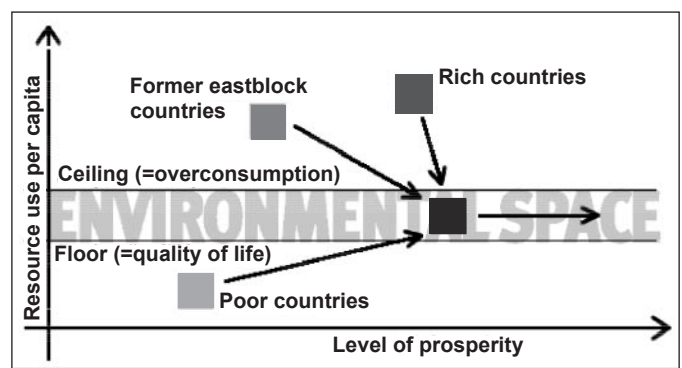 Former eastblock
countries
Rich countries
Ceiling (=overconsumption)
ENVIRONMENTAL SPACE
Floor (=quality of life)
Poor countries
Resource use per capita
Level of prosperity